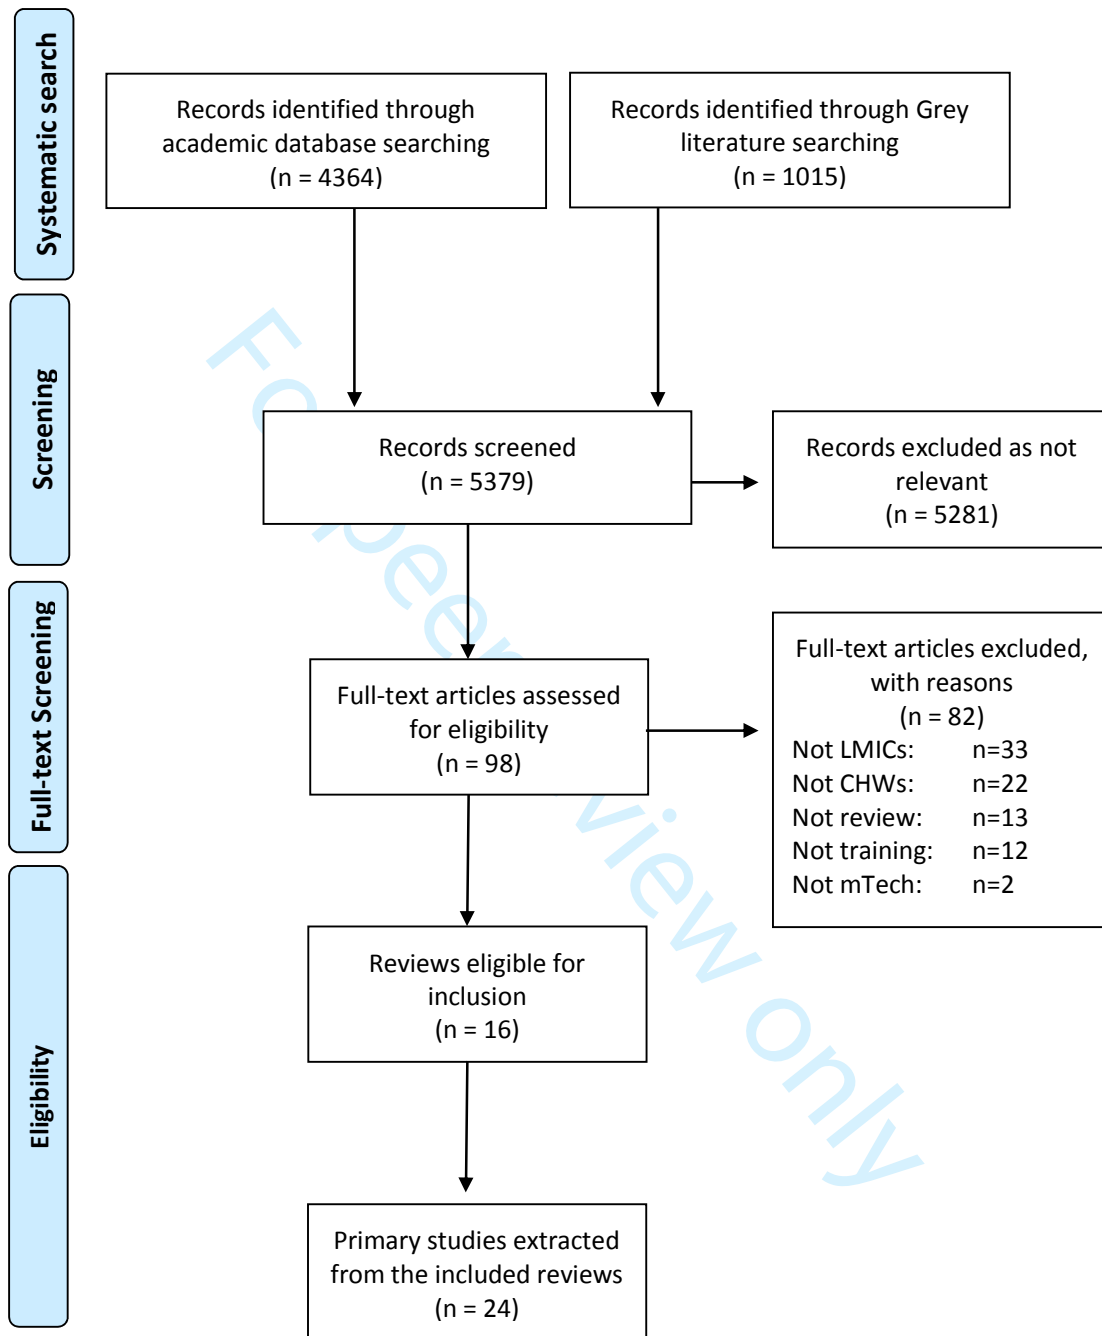 Systematic search
Records identified through
academic database searching
(n = 4364)
Records identified through Grey
literature searching
(n = 1015)
Screening
Records screened
(n = 5379)
Records excluded as not
relevant
(n = 5281)
Full-text Screening
Full-text articles assessed
for eligibility
(n = 98)
Full-text articles excluded,
with reasons
(n = 82)
Not LMICs: n=33
Not CHWs: n=22
Not review: n=13
Not training: n=12
Not mTech: n=2
Eligibility
Reviews eligible for
inclusion
(n = 16)
Primary studies extracted
from the included reviews
(n = 24)
For peer review only